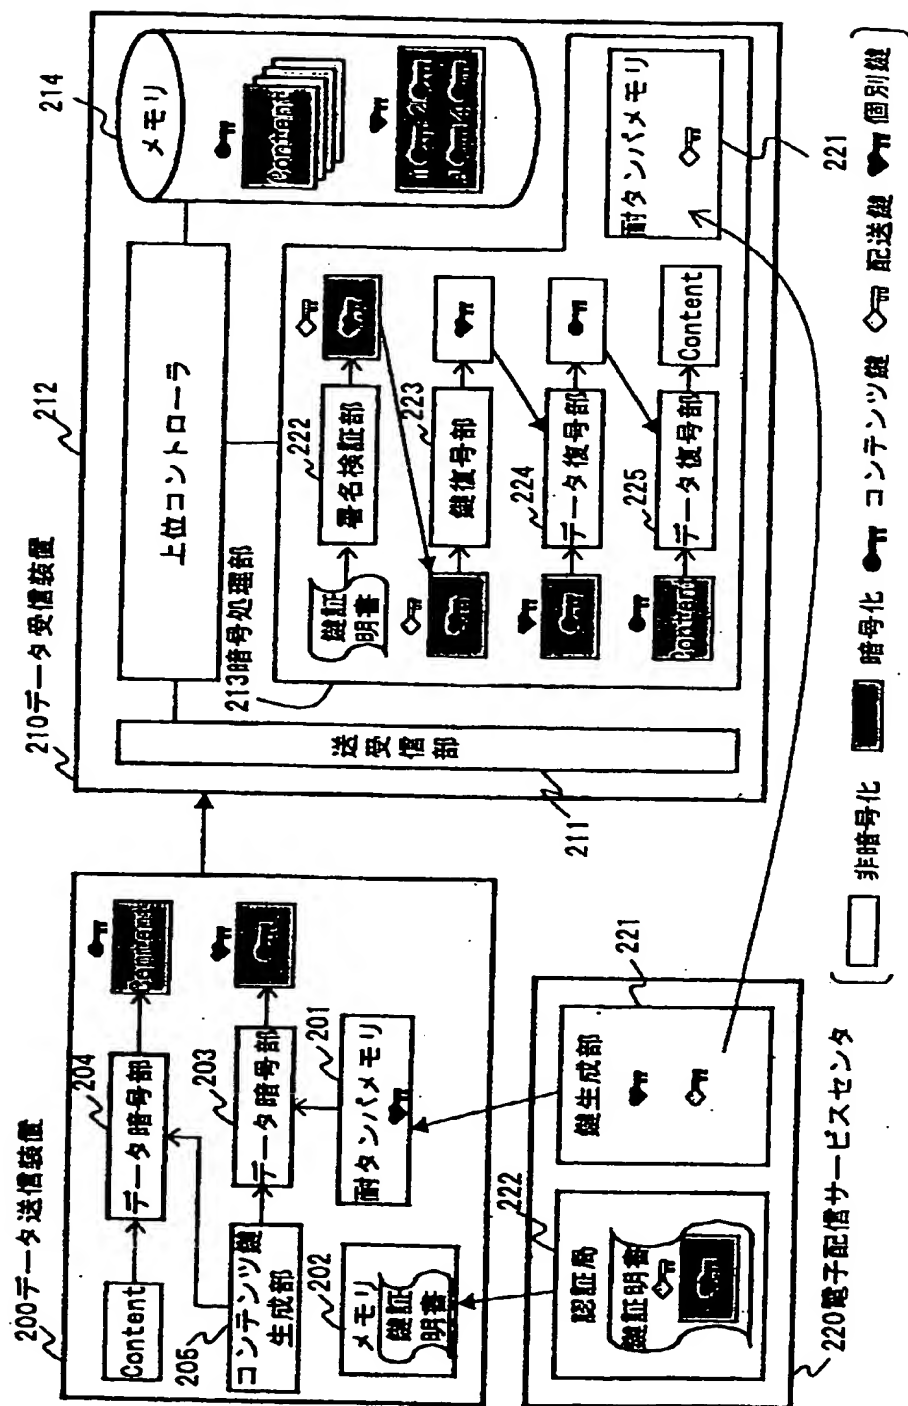 200データ送信装置
Content
204
データ暗号部
Content
205
コンテンツ鍵
生成部
203
データ暗号部
202
メモリ
鍵証
明書
201
耐タンパメモリ
220電子配信サービスセンタ
222
認証局
鍵証明書
221
鍵生成部
210データ受信装置
211
送受信部
212
上位コントローラ
214
メモリ
Content
213暗号処理部
鍵証
明書
222
署名検証部
223
鍵復号部
224
データ復号部
Content
225
データ復号部
Content
耐タンパメモリ
221
非暗号化
暗号化
コンテンツ鍵
配送鍵
個別鍵